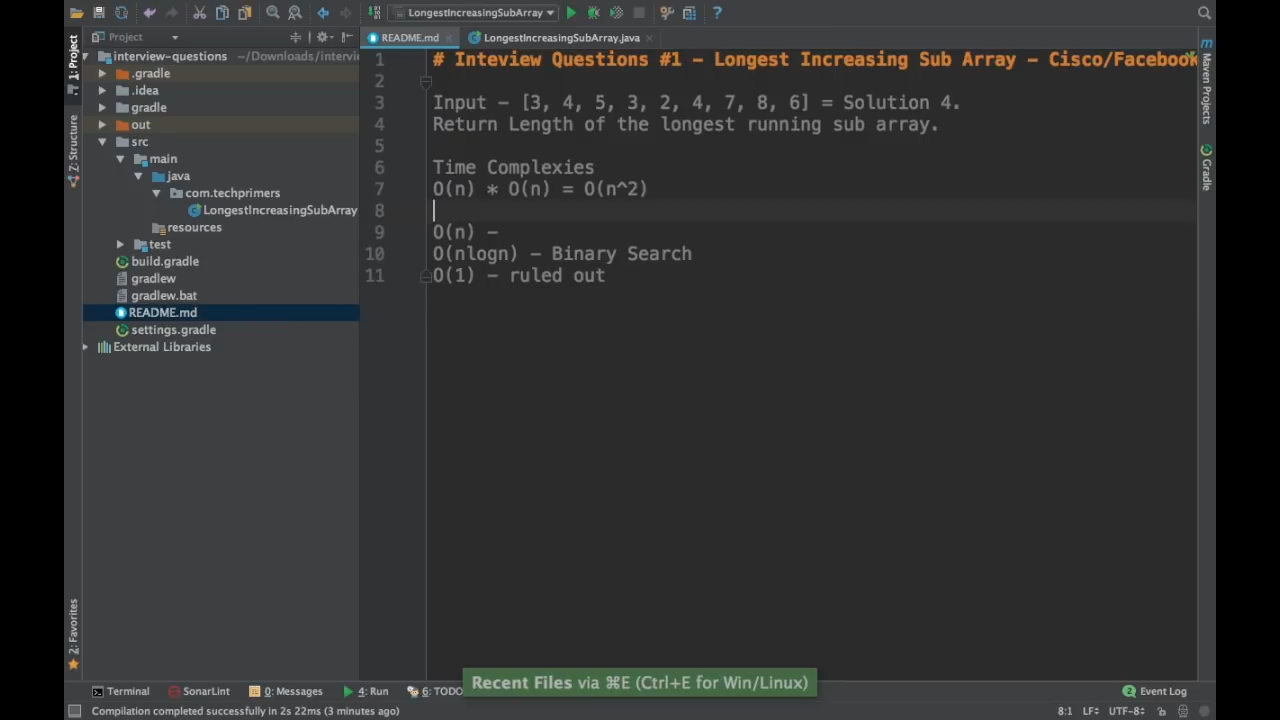 LongestIncreasingSubArray
Project
README.md
LongestIncreasingSubArray.java
1: Project
Z: Structure
2: Favorites
interview-questions ~/Downloads/intervi
.gradle
.idea
gradle
out
src
main
java
com.techprimers
LongestIncreasingSubArray
resources
test
build.gradle
gradlew
gradlew.bat
README.md
settings.gradle
External Libraries
1 # Inteview Questions #1 - Longest Increasing Sub Array - Cisco/Facebook
2
3 Input - [3, 4, 5, 3, 2, 4, 7, 8, 6] = Solution 4.
4 Return Length of the longest running sub array.
5
6 Time Complexies
7 O(n) * O(n) = O(n^2)
8
9 O(n) -
10 O(nlogn) - Binary Search
11 O(1) - ruled out
Maven Projects
Gradle
Recent Files via ⌘E (Ctrl+E for Win/Linux)
Terminal
SonarLint
0: Messages
4: Run
6: TODO
2 Event Log
Compilation completed successfully in 2s 22ms (3 minutes ago)
8:1
LF
UTF-8